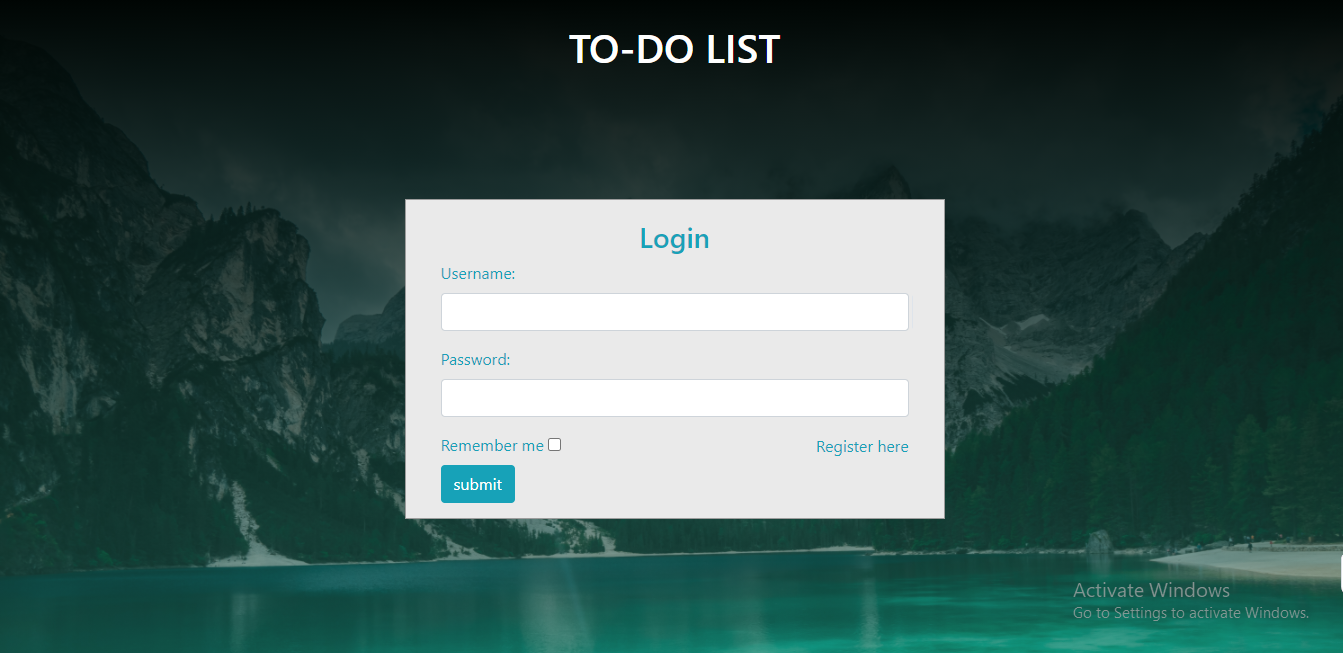 TO-DO LIST
Login
Username:
Password:
Remember me
Register here
submit
Activate Windows
Go to Settings to activate Windows.